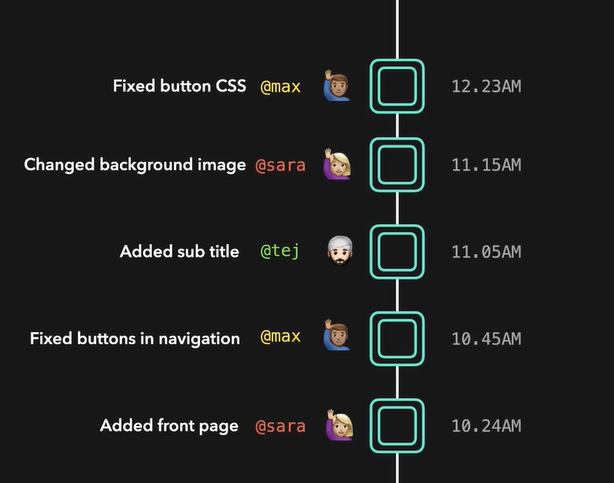 Fixed button CSS @max 12.23AM
Changed background image @sara 11.15AM
Added sub title @tej 11.05AM
Fixed buttons in navigation @max 10.45AM
Added front page @sara 10.24AM